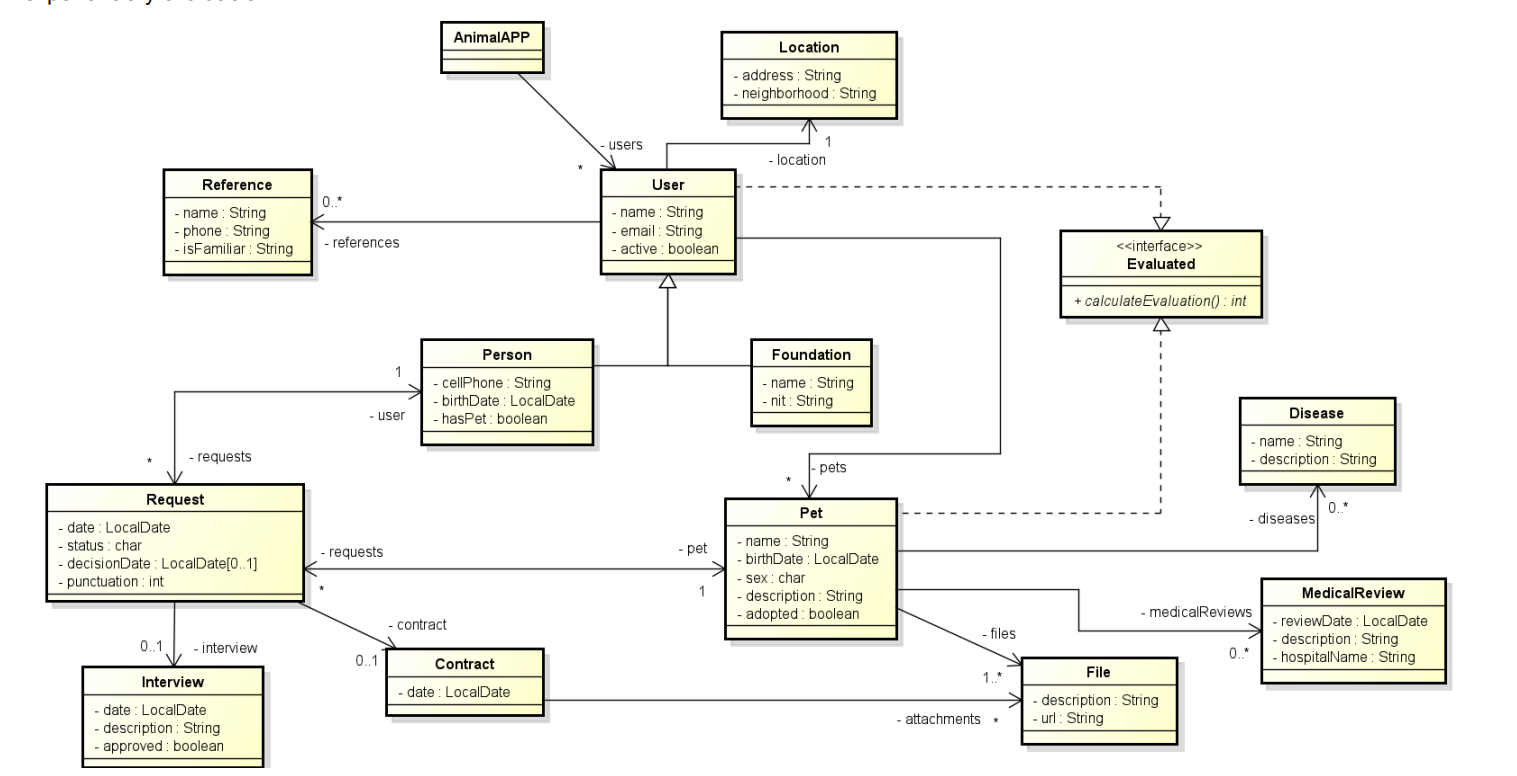 AnimalAPP
Location
- address : String
- neighborhood : String
- users
*
1
- location
Reference
- name : String
- phone : String
- isFamiliar : String
0..*
- references
User
- name : String
- email : String
- active : boolean
<<interface>>
Evaluated
+ calculateEvaluation() : int
Person
- cellPhone : String
- birthDate : LocalDate
- hasPet : boolean
Foundation
- name : String
- nit : String
1
- user
* - requests
Disease
- name : String
- description : String
- pets
*
Request
- date : LocalDate
- status : char
- decisionDate : LocalDate[0..1]
- punctuation : int
- requests
*
- pet
1
Pet
- name : String
- birthDate : LocalDate
- sex : char
- description : String
- adopted : boolean
- diseases
0..*
MedicalReview
- reviewDate : LocalDate
- description : String
- hospitalName : String
- medicalReviews
0..*
- contract
0..1
0..1 - interview
- files
1..*
Interview
- date : LocalDate
- description : String
- approved : boolean
Contract
- date : LocalDate
File
- description : String
- url : String
- attachments *